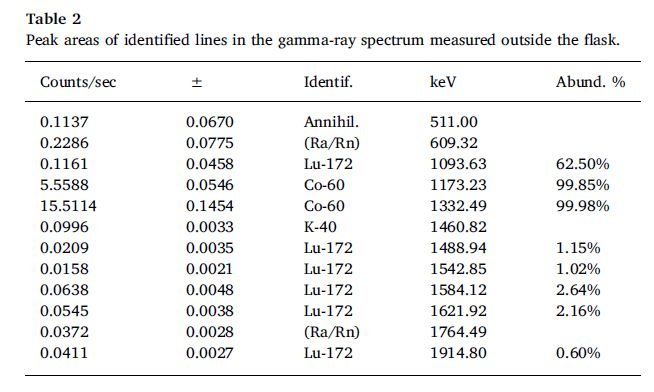 Table 2
Peak areas of identified lines in the gamma-ray spectrum measured outside the flask.
Counts/sec ± Identif. keV Abund. %
0.1137 0.0670 Annihil. 511.00
0.2286 0.0775 (Ra/Rn) 609.32
0.1161 0.0458 Lu-172 1093.63 62.50%
5.5588 0.0546 Co-60 1173.23 99.85%
15.5114 0.1454 Co-60 1332.49 99.98%
0.0996 0.0033 K-40 1460.82
0.0209 0.0035 Lu-172 1488.94 1.15%
0.0158 0.0021 Lu-172 1542.85 1.02%
0.0638 0.0048 Lu-172 1584.12 2.64%
0.0545 0.0038 Lu-172 1621.92 2.16%
0.0372 0.0028 (Ra/Rn) 1764.49
0.0411 0.0027 Lu-172 1914.80 0.60%